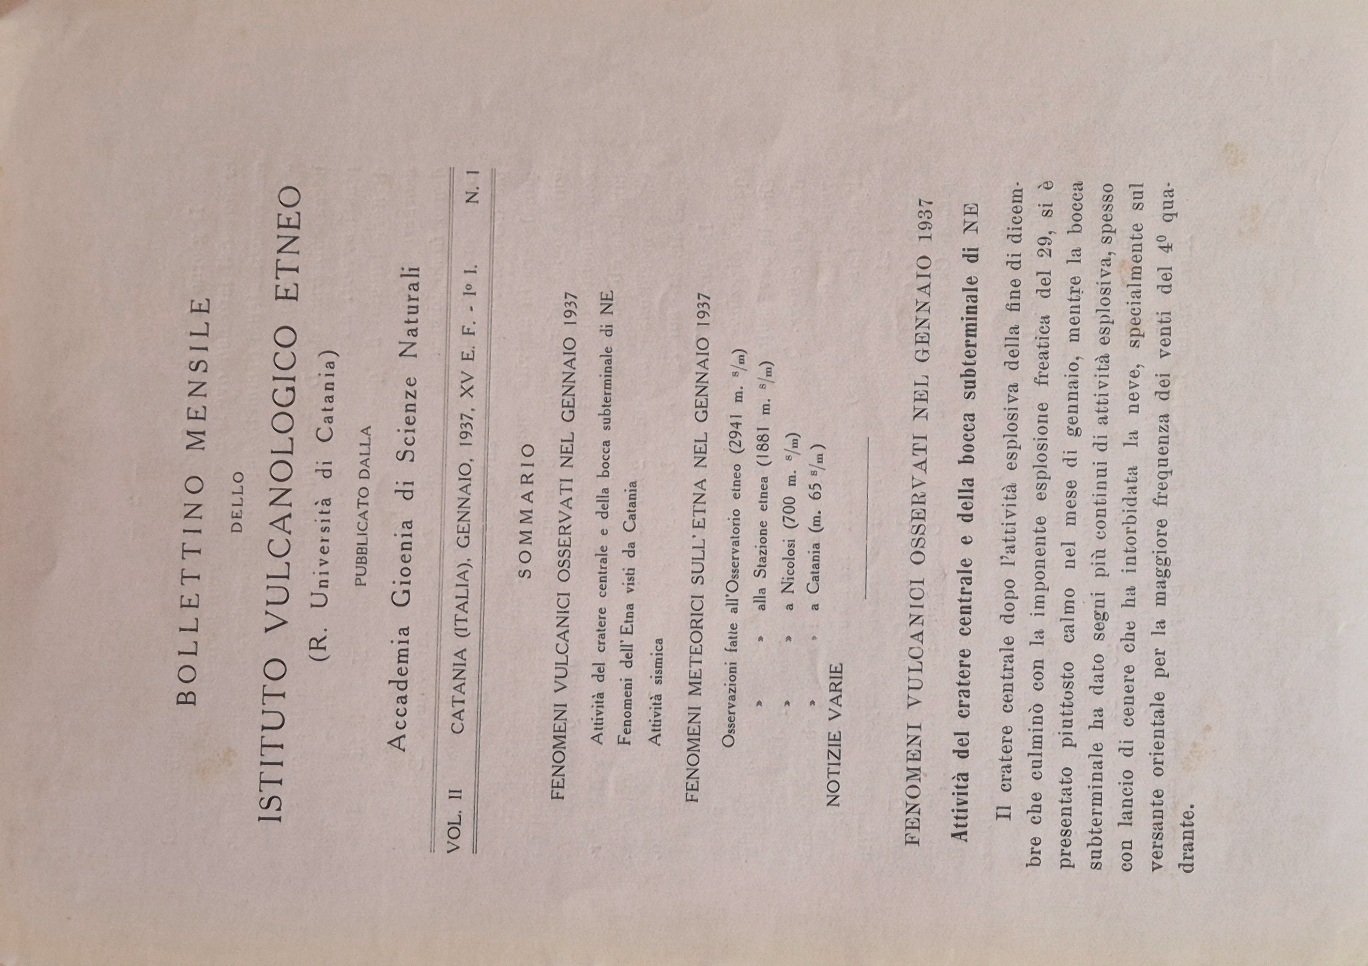 BOLLETTINO MENSILE
DELLO
ISTITUTO VULCANOLOGICO ETNEO
(R. Università di Catania)
PUBBLICATO DALLA
Accademia Gioenia di Scienze Naturali
VOL. II CATANIA (ITALIA), GENNAIO, 1937, XV E. F. - Iº I. N. 1
SOMMARIO
FENOMENI VULCANICI OSSERVATI NEL GENNAIO 1937
Attività del cratere centrale e della bocca subterminale di NE
Fenomeni dell' Etna visti da Catania
Attività sismica
FENOMENI METEORICI SULL' ETNA NEL GENNAIO 1937
Osservazioni fatte all'Osservatorio etneo (2941 m. s/m)
» » alla Stazione etnea (1881 m. s/m)
» » a Nicolosi (700 m. s/m)
» » a Catania (m. 65 s/m)
NOTIZIE VARIE
FENOMENI VULCANICI OSSERVATI NEL GENNAIO 1937
Attività del cratere centrale e della bocca subterminale di NE
Il cratere centrale dopo l'attività esplosiva della fine di dicem-
bre che culminò con la imponente esplosione freatica del 29, si è
presentato piuttosto calmo nel mese di gennaio, mentre la bocca
subterminale ha dato segni più continui di attività esplosiva, spesso
con lancio di cenere che ha intorbidata la neve, specialmente sul
versante orientale per la maggiore frequenza dei venti del 4º qua-
drante.